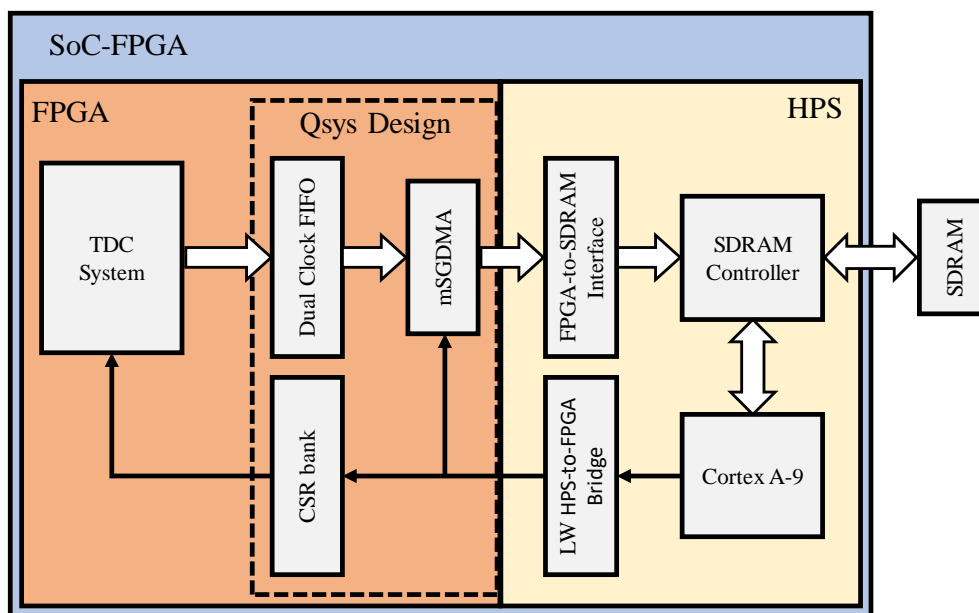 SoC-FPGA
FPGA
Qsys Design
HPS
TDC
System
Dual Clock FIFO
mSGDMA
FPGA-to-SDRAM
Interface
SDRAM
Controller
SDRAM
CSR bank
LW HPS-to-FPGA
Bridge
Cortex A-9